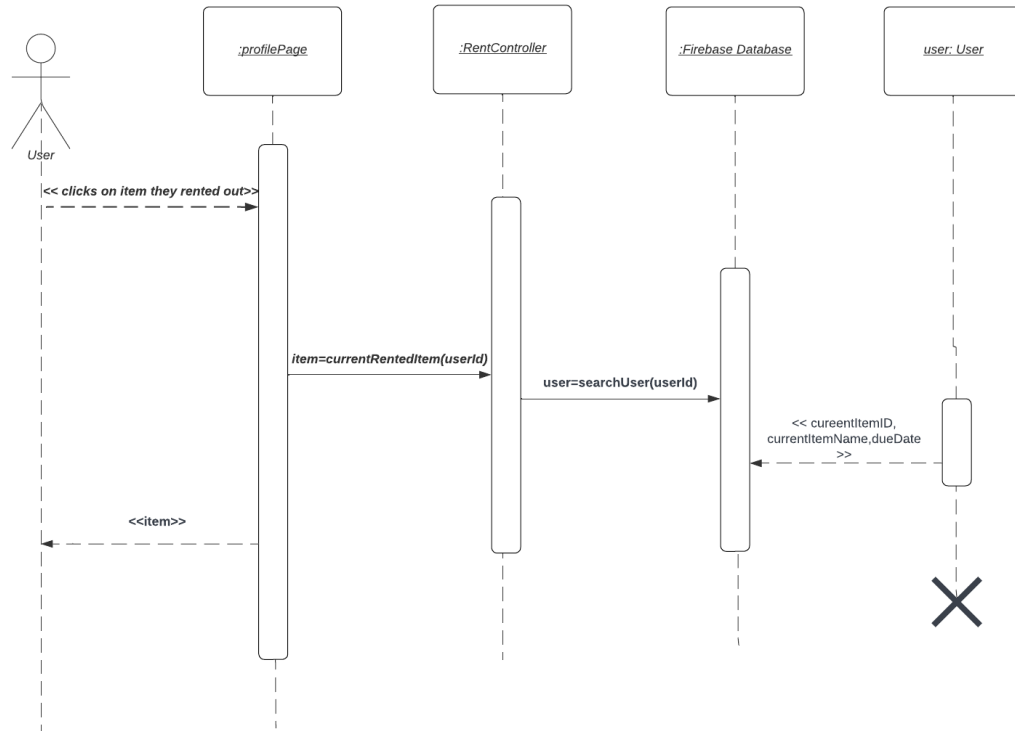 :profilePage
:RentController
:Firebase Database
user: User
User
<< clicks on item they rented out>>
item=currentRentedItem(userId)
user=searchUser(userId)
<< cureentItemID,
currentItemName,dueDate
>>
<<item>>